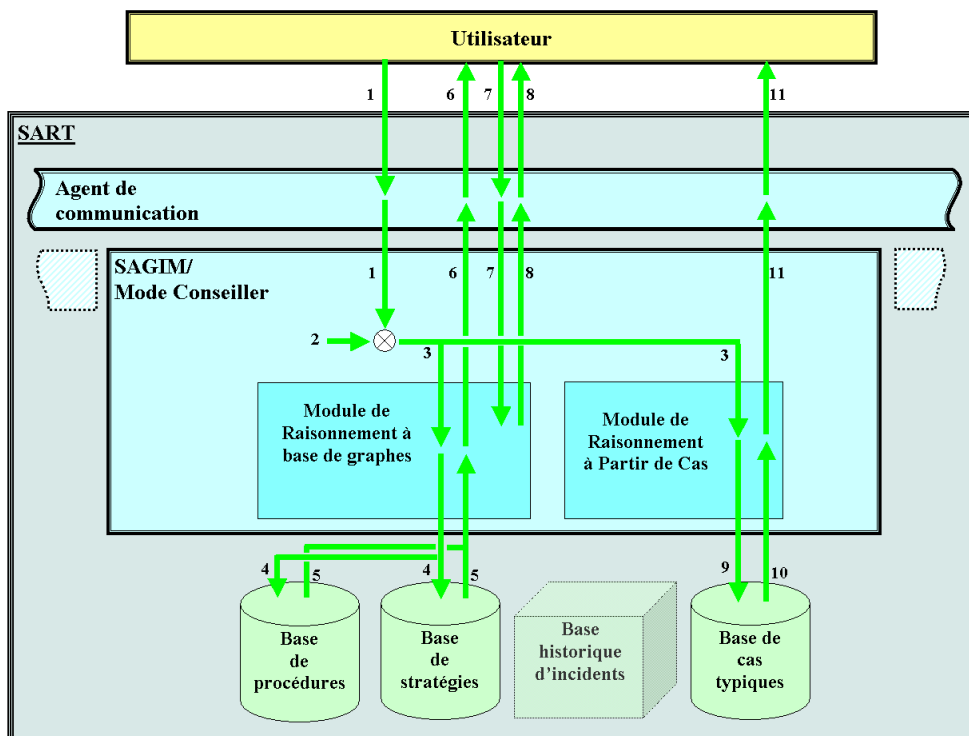 Utilisateur
1
6
7
8
11
SART
Agent de
communication
SAGIM/
Mode Conseiller
1
6
7
8
11
2
3
3
Module de
Raisonnement à
base de graphes
Module de
Raisonnement
à Partir de Cas
4
5
4
5
9
10
Base
de
procédures
Base
de
stratégies
Base
historique
d'incidents
Base de
cas
typiques